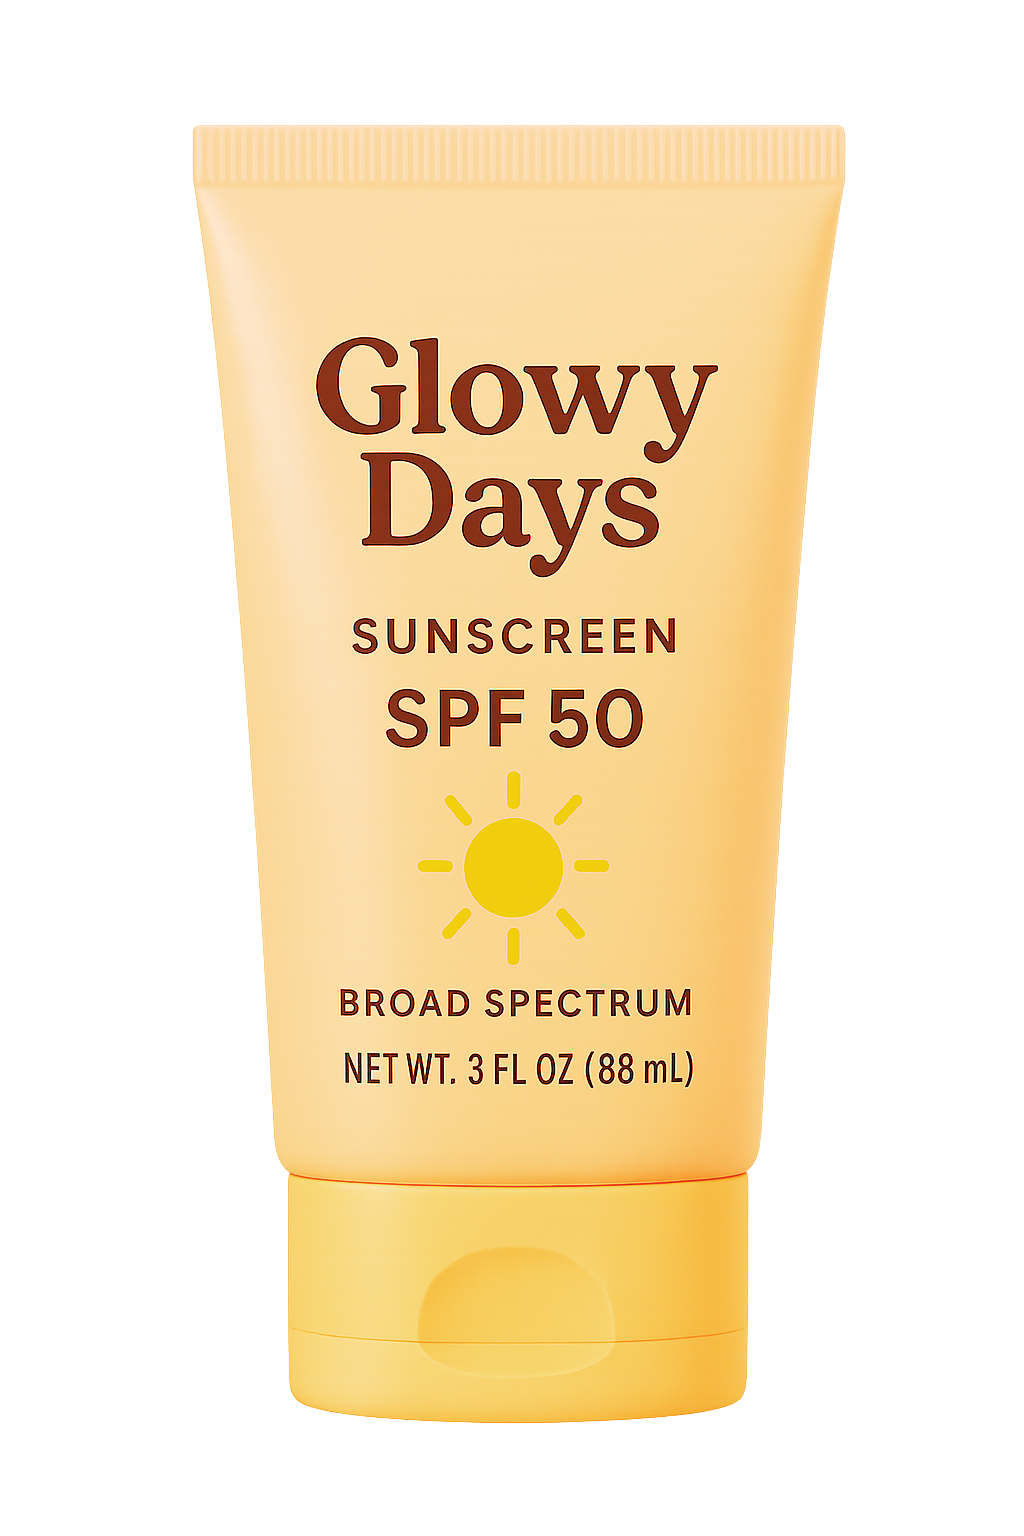 Glowy
Days
SUNSCREEN
SPF 50
BROAD SPECTRUM
NET WT. 3 FL OZ (88 mL)